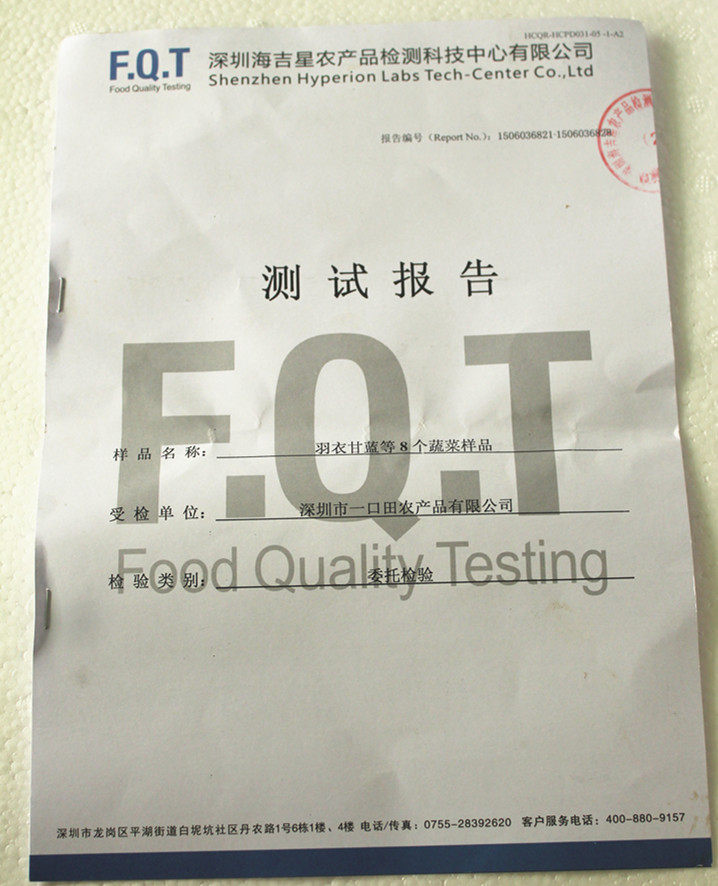 HCQR-HCPD031-05 -1-A2
F.Q.T
Food Quality Testing
深圳海吉星农产品检测科技中心有限公司
Shenzhen Hyperion Labs Tech-Center Co.,Ltd
报告编号（Report No.）：1506036821-1506036828
测试报告
F.Q.T
样品名称： 羽衣甘蓝等8个蔬菜样品
受检单位： 深圳市一口田农产品有限公司
Food Quality Testing
检验类别： 委托检验
深圳市龙岗区平湖街道白坭坑社区丹农路1号6栋1楼、4楼 电话/传真：0755-28392620 客户服务电话：400-880-9157